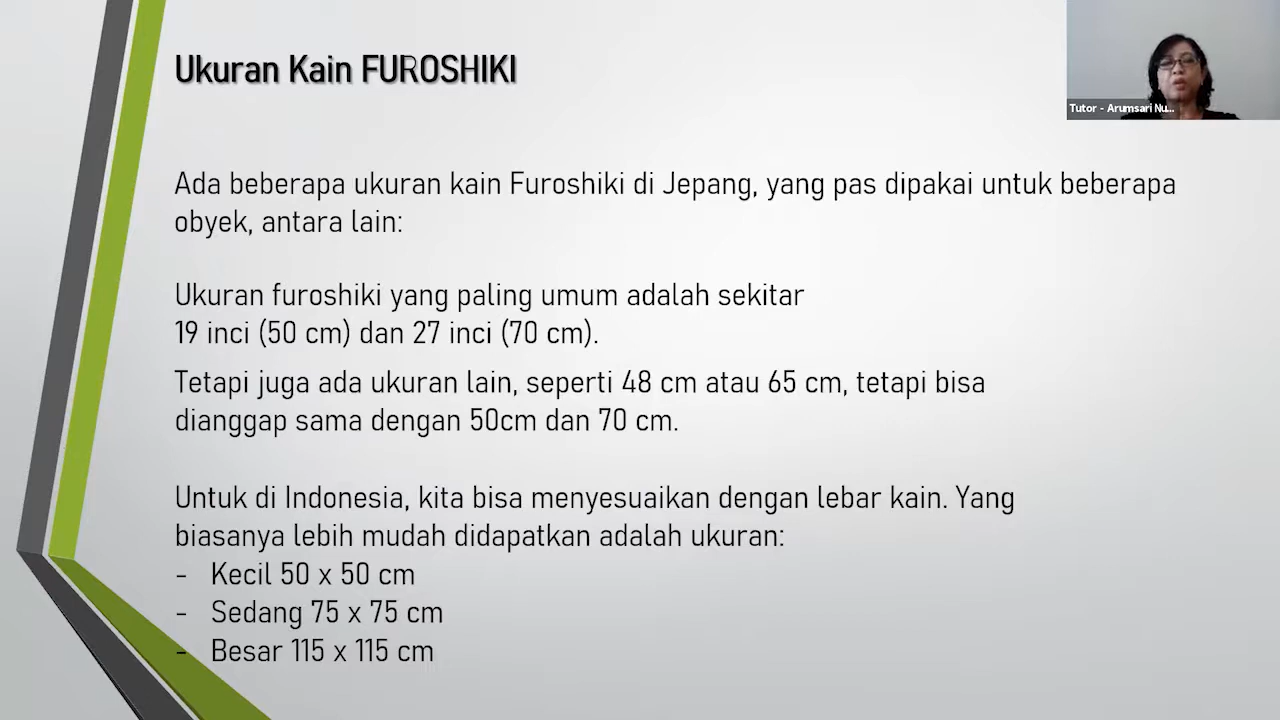 Ukuran Kain FUROSHIKI
Tutor - Arumsari Nu...
Ada beberapa ukuran kain Furoshiki di Jepang, yang pas dipakai untuk beberapa
obyek, antara lain:
Ukuran furoshiki yang paling umum adalah sekitar
19 inci (50 cm) dan 27 inci (70 cm).
Tetapi juga ada ukuran lain, seperti 48 cm atau 65 cm, tetapi bisa
dianggap sama dengan 50cm dan 70 cm.
Untuk di Indonesia, kita bisa menyesuaikan dengan lebar kain. Yang
biasanya lebih mudah didapatkan adalah ukuran:
- Kecil 50 x 50 cm
- Sedang 75 x 75 cm
- Besar 115 x 115 cm